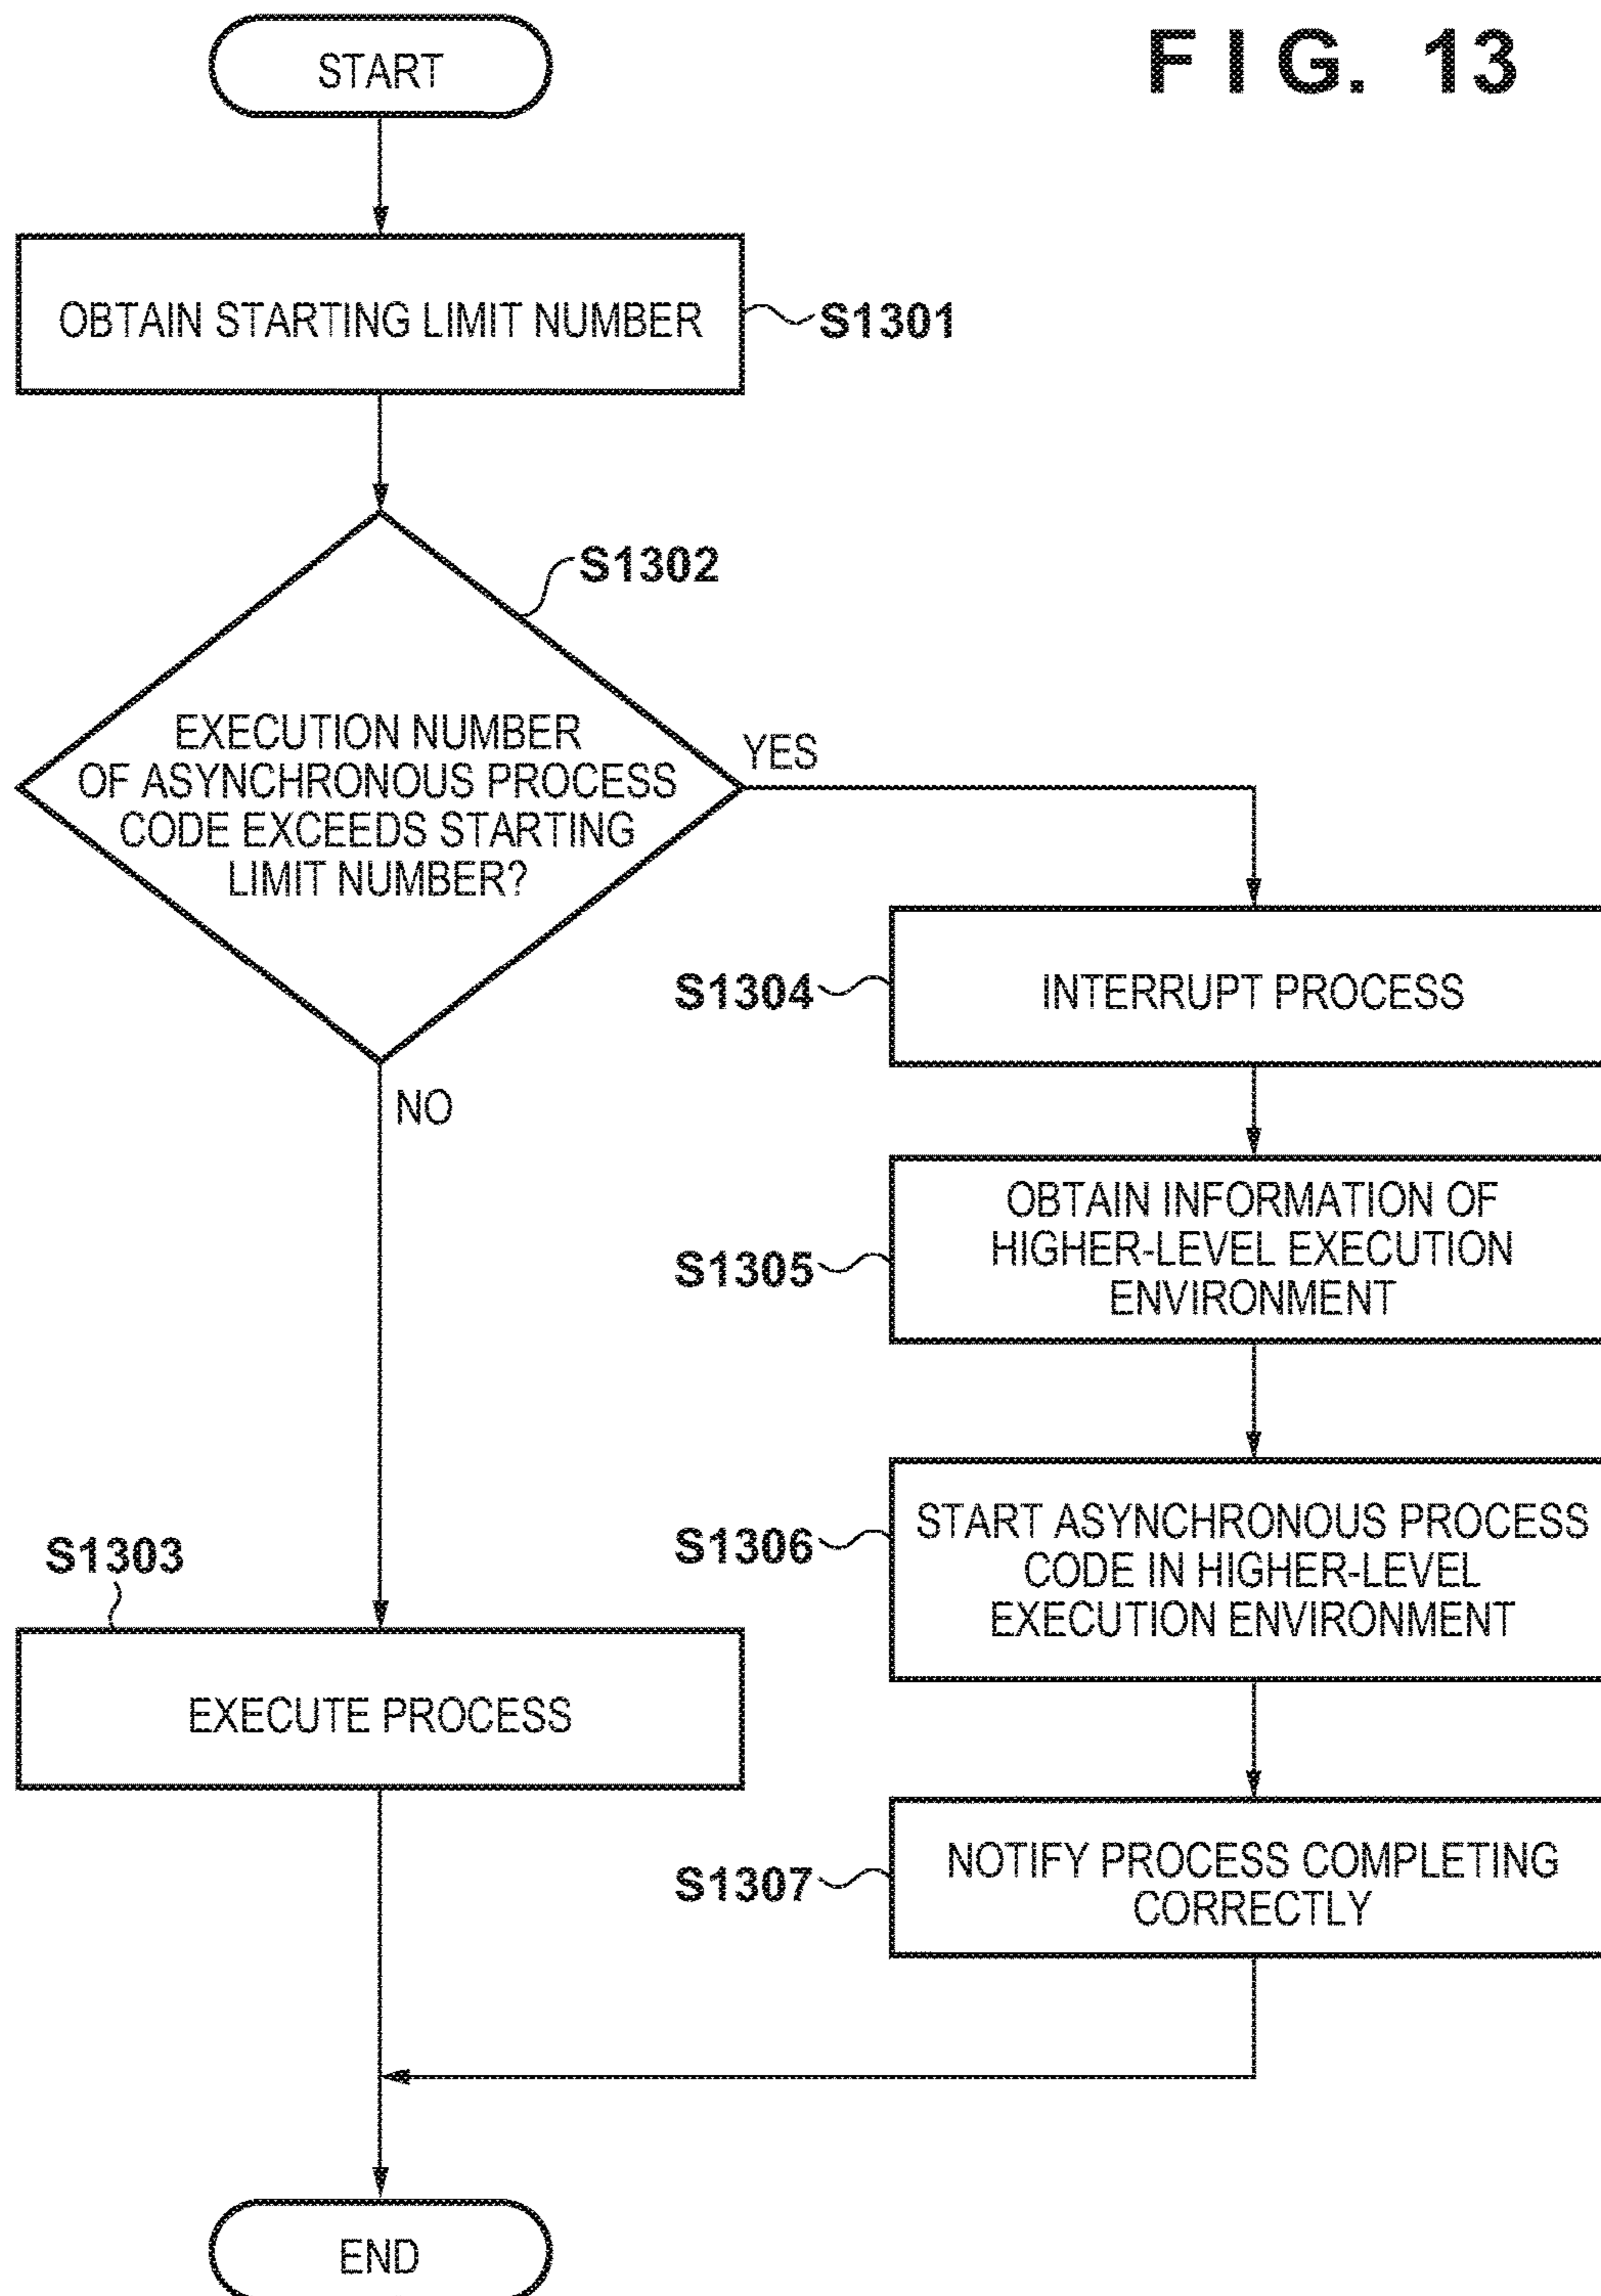 FIG. 13
START
OBTAIN STARTING LIMIT NUMBER
S1301
S1302
EXECUTION NUMBER
OF ASYNCHRONOUS PROCESS
CODE EXCEEDS STARTING
LIMIT NUMBER?
YES
NO
S1303
EXECUTE PROCESS
S1304
INTERRUPT PROCESS
S1305
OBTAIN INFORMATION OF
HIGHER-LEVEL EXECUTION
ENVIRONMENT
S1306
START ASYNCHRONOUS PROCESS
CODE IN HIGHER-LEVEL
EXECUTION ENVIRONMENT
S1307
NOTIFY PROCESS COMPLETING
CORRECTLY
END